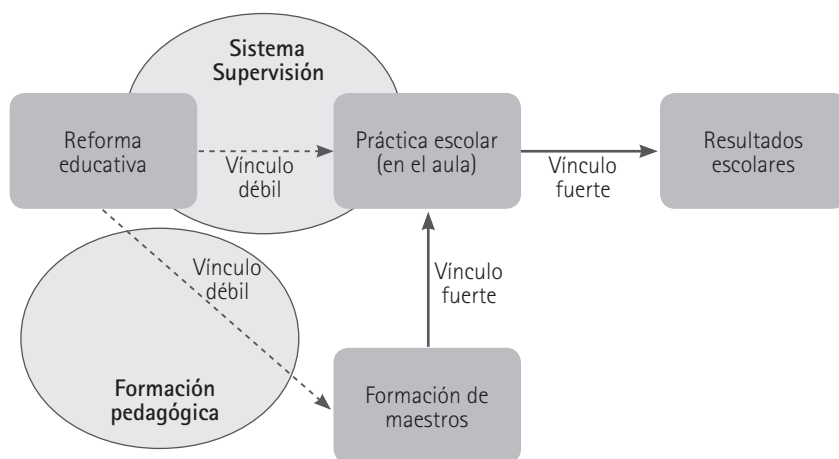 Sistema
Supervisión
Reforma
educativa
Vínculo
débil
Práctica escolar
(en el aula)
Vínculo
fuerte
Resultados
escolares
Vínculo
débil
Vínculo
fuerte
Formación
pedagógica
Formación de
maestros